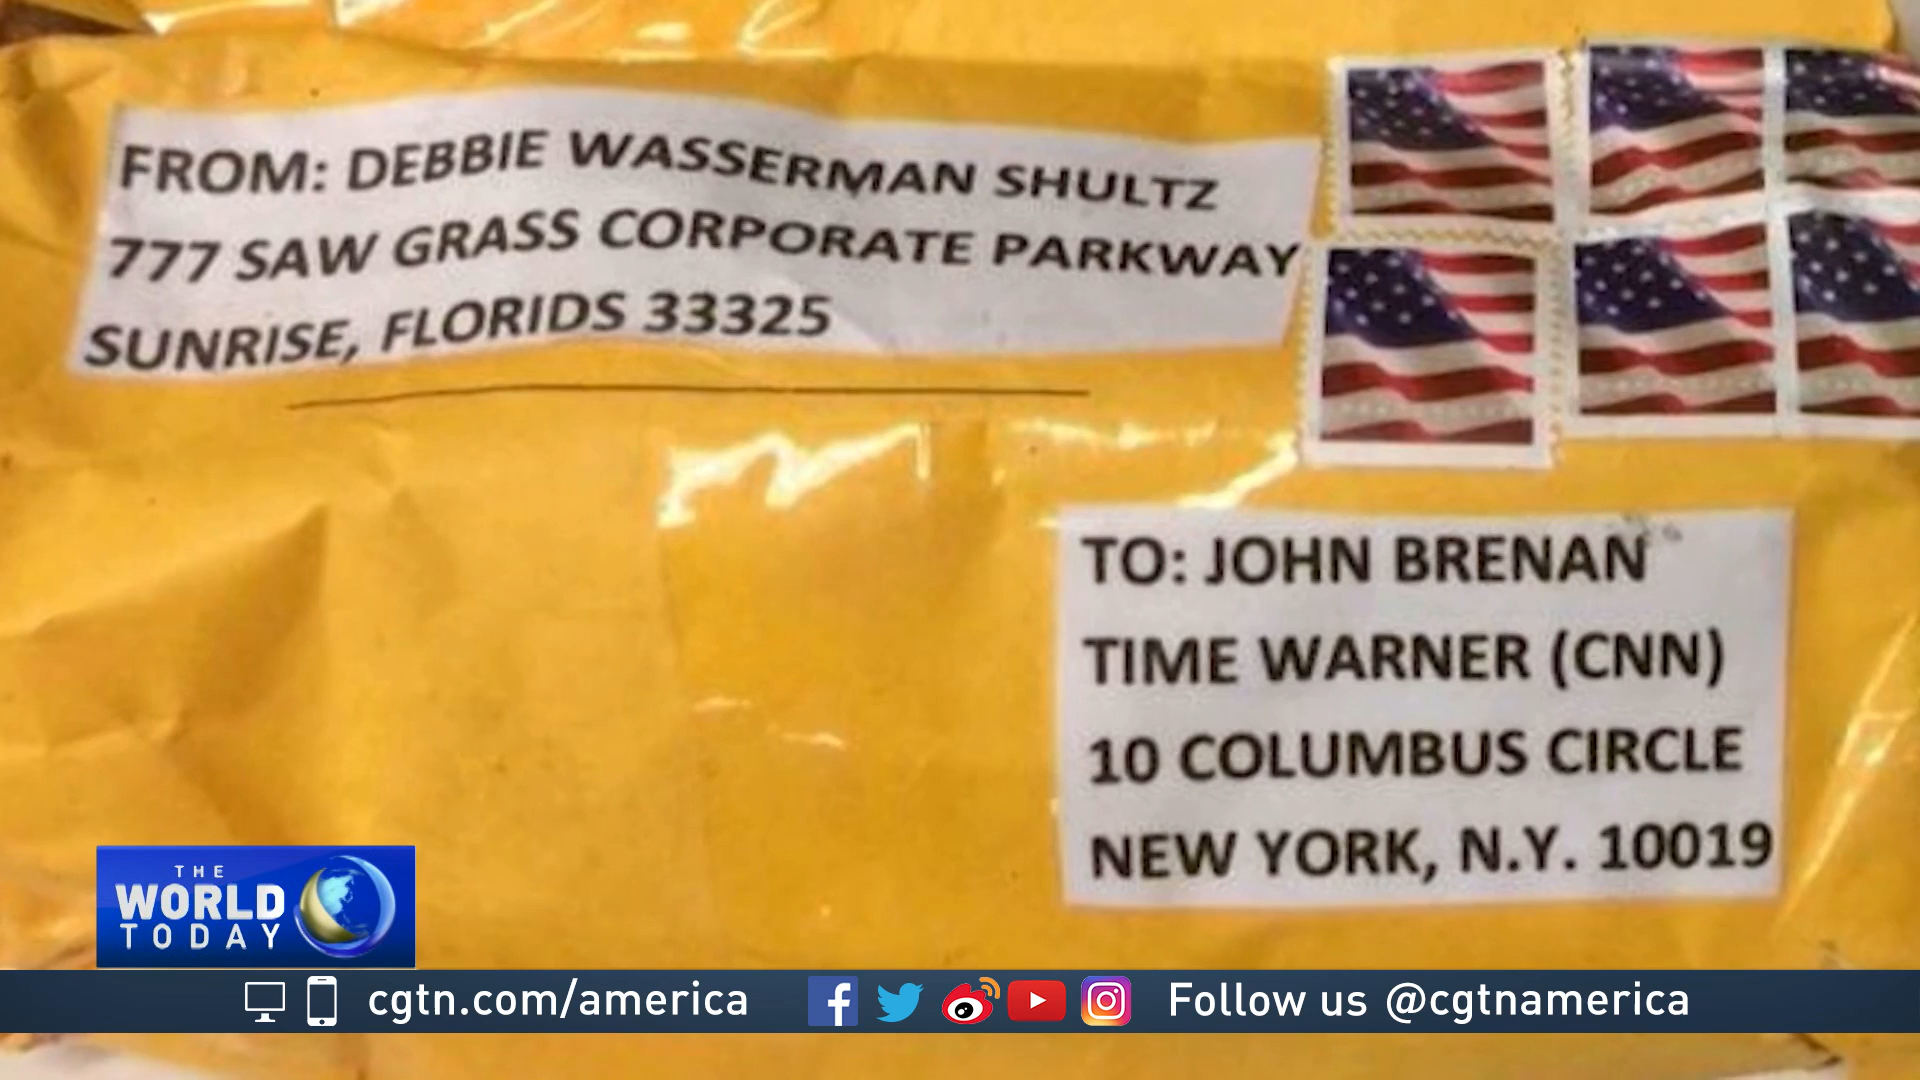 FROM: DEBBIE WASSERMAN SHULTZ
777 SAW GRASS CORPORATE PARKWAY
SUNRISE, FLORIDS 33325
TO: JOHN BRENAN
TIME WARNER (CNN)
10 COLUMBUS CIRCLE
NEW YORK, N.Y. 10019
THE
WORLD
TODAY
cgtn.com/america
Follow us @cgtnamerica